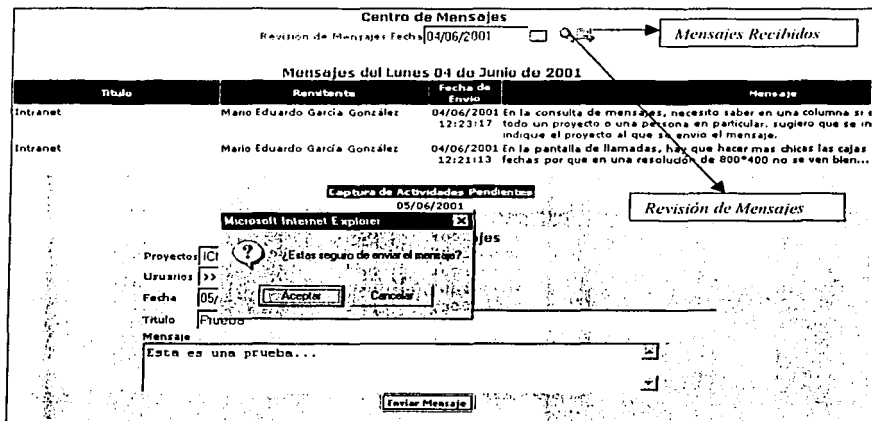 Centro de Mensajes
Revisión de Mensajes Fecha 04/06/2001
Mensajes Recibidos
Mensajes del Lunes 04 de Junio de 2001
Título Remitente Fecha de Envío Mensaje
Intranet Mario Eduardo García González 04/06/2001 12:23:17 En la consulta de mensajes, necesito saber en una columna si e
todo un proyecto o una persona en particular, sugiero que se in
indique el proyecto al que se envio el mensaje.
Intranet Mario Eduardo García González 04/06/2001 12:21:13 En la pantalla de llamadas, hay que hacer mas chicas las cajas
fechas por que en una resolución de 800*400 no se ven bien...
Revisión de Mensajes
Captura de Actividades Pendientes
05/06/2001
Microsoft Internet Explorer
jes
¿Estas seguro de enviar el mensaje?
Aceptar Cancelar
Proyectos
Usuarios >>
Fecha 05/
Título Prueba
Mensaje
Esta es una prueba...
Enviar Mensaje